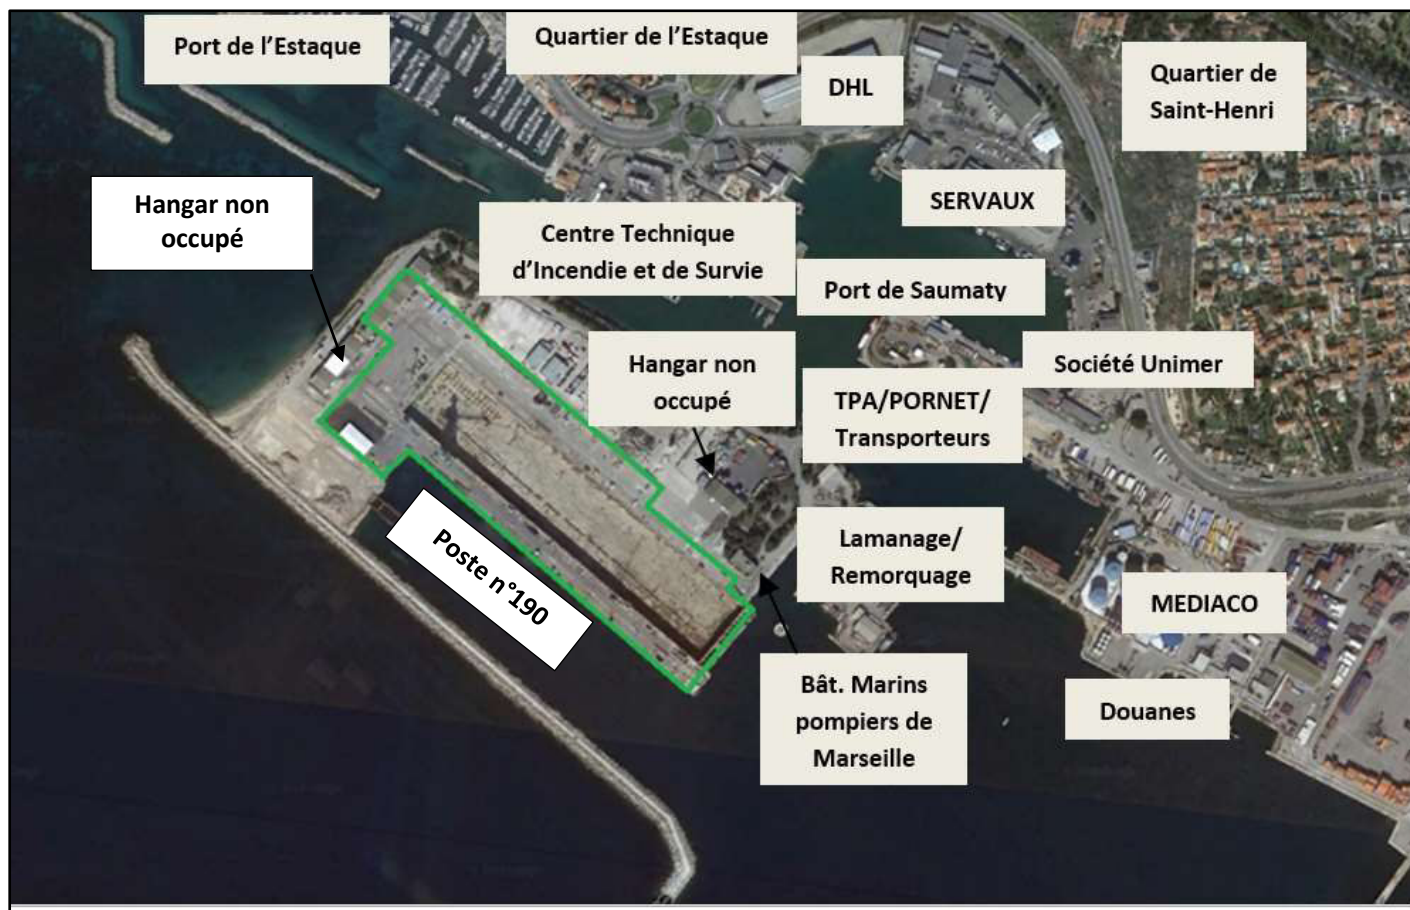 Port de l’Estaque
Quartier de l’Estaque
DHL
Quartier de
Saint-Henri
Hangar non
occupé
SERVAUX
Centre Technique
d’Incendie et de Survie
Port de Saumaty
Hangar non
occupé
Société Unimer
TPA/PORNET/
Transporteurs
Poste n°190
Lamanage/
Remorquage
MEDIACO
Bât. Marins
pompiers de
Marseille
Douanes